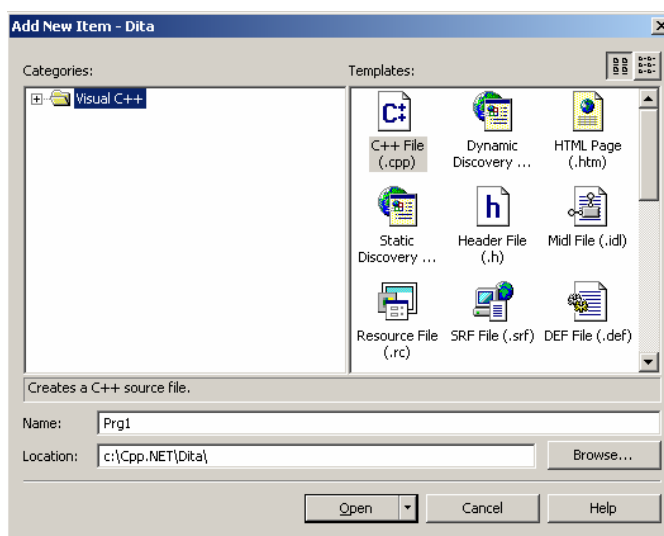 Add New Item - Dita
Categories:
Templates:
Visual C++
C++ File
(.cpp)
Dynamic
Discovery ...
HTML Page
(.htm)
Static
Discovery ...
Header File
(.h)
Midl File (.idl)
Resource File
(.rc)
SRF File (.srf)
DEF File (.def)
Creates a C++ source file.
Name:
Prg1
Location:
c:\Cpp.NET\Dita\
Browse...
Open
Cancel
Help